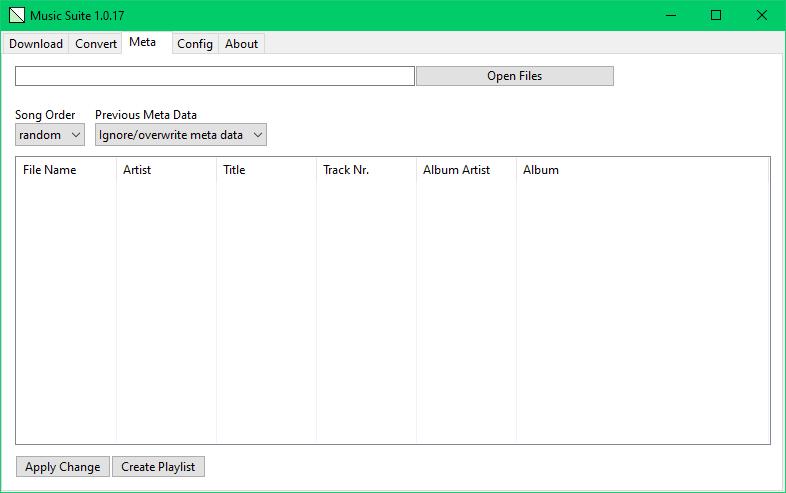 Music Suite 1.0.17
Download Convert Meta Config About
Open Files
Song Order Previous Meta Data
random Ignore/overwrite meta data
File Name Artist Title Track Nr. Album Artist Album
Apply Change Create Playlist